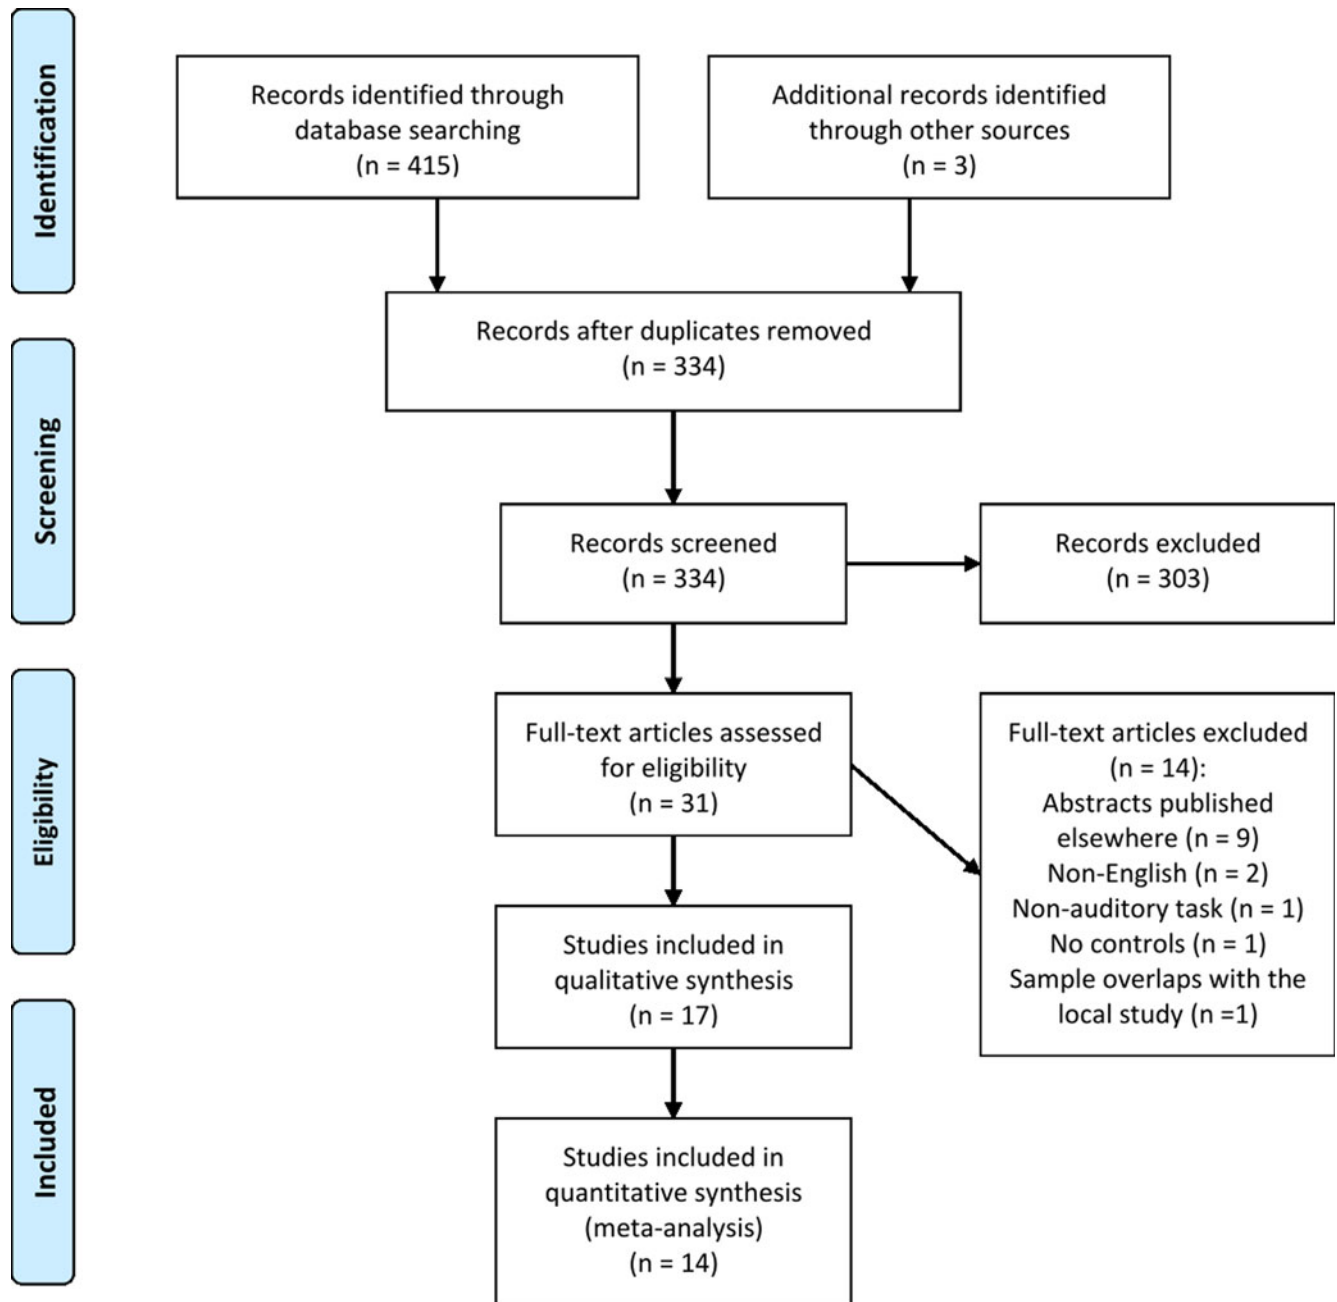 Identification
Records identified through
database searching
(n = 415)
Additional records identified
through other sources
(n = 3)
Records after duplicates removed
(n = 334)
Screening
Records screened
(n = 334)
Records excluded
(n = 303)
Eligibility
Full-text articles assessed
for eligibility
(n = 31)
Full-text articles excluded
(n = 14):
Abstracts published
elsewhere (n = 9)
Non-English (n = 2)
Non-auditory task (n = 1)
No controls (n = 1)
Sample overlaps with the
local study (n =1)
Studies included in
qualitative synthesis
(n = 17)
Included
Studies included in
quantitative synthesis
(meta-analysis)
(n = 14)